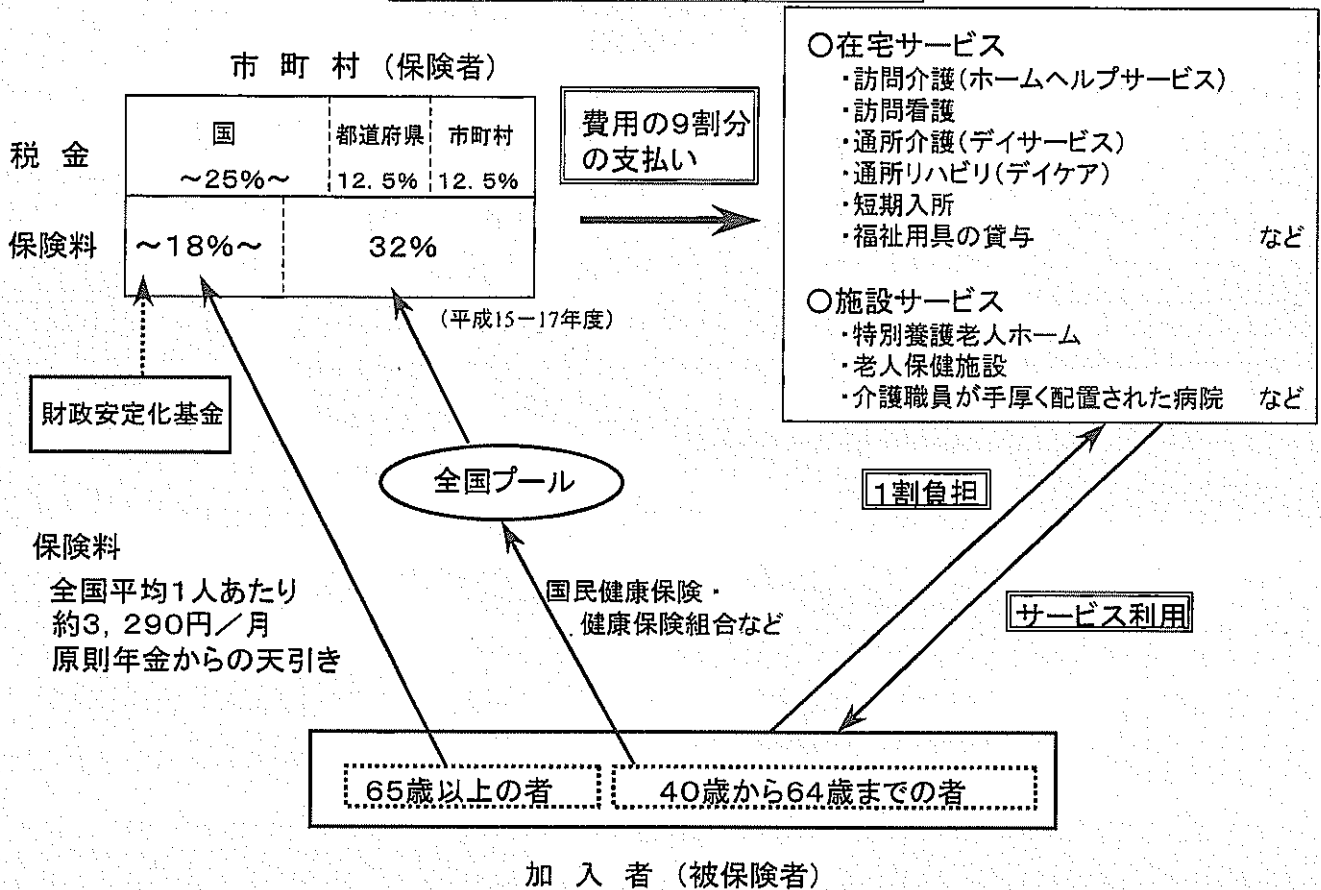 市 町 村 （保険者）
税 金
国
～25%～
都道府県
12. 5%
市町村
12. 5%
保険料
～18%～
32%
（平成15－17年度）
費用の9割分
の支払い
○在宅サービス
・訪問介護（ホームヘルプサービス）
・訪問看護
・通所介護（デイサービス）
・通所リハビリ（デイケア）
・短期入所
・福祉用具の貸与 など
○施設サービス
・特別養護老人ホーム
・老人保健施設
・介護職員が手厚く配置された病院 など
財政安定化基金
全国プール
1割負担
サービス利用
保険料
全国平均1人あたり
約3, 290円／月
原則年金からの天引き
国民健康保険・
健康保険組合など
65歳以上の者
40歳から64歳までの者
加 入 者 （被保険者）